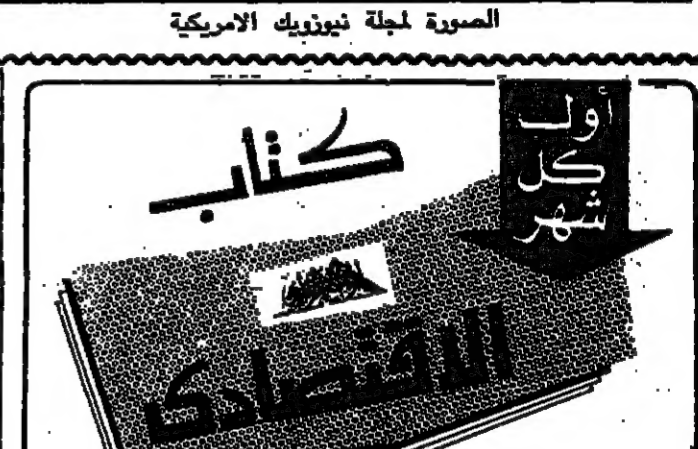 الصورة لمجلة نيوزويك الامريكية
أول
كل
شهر
كتاب
الاقتصادى